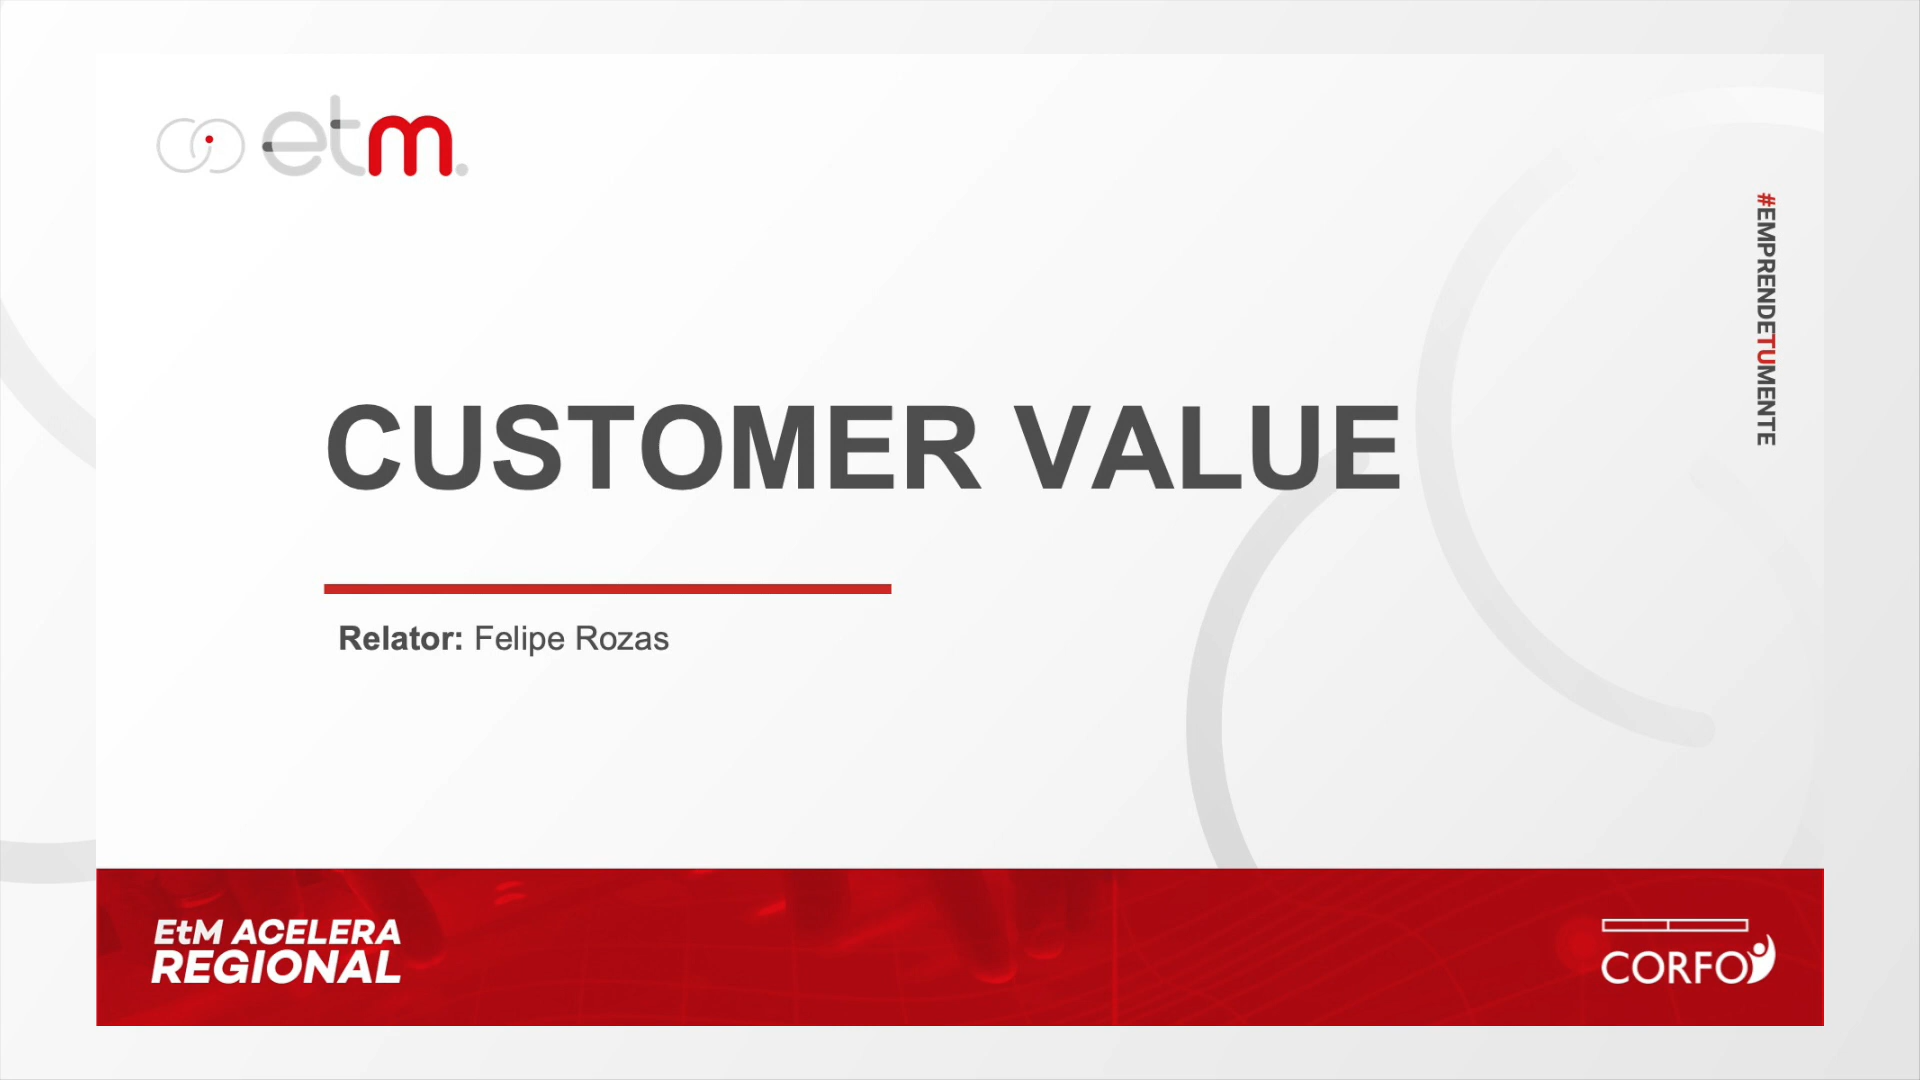 etm.
#EMPRENDETUMENTE
CUSTOMER VALUE
Relator: Felipe Rozas
EtM ACELERA
REGIONAL
CORFO